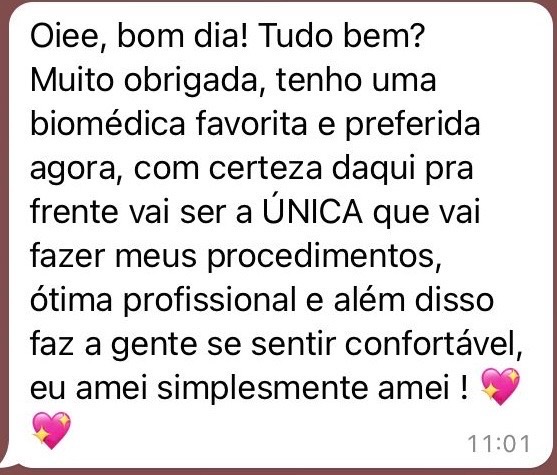 Oiee, bom dia! Tudo bem?
Muito obrigada, tenho uma
biomédica favorita e preferida
agora, com certeza daqui pra
frente vai ser a ÚNICA que vai
fazer meus procedimentos,
ótima profissional e além disso
faz a gente se sentir confortável,
eu amei simplesmente amei ! 💖
💖
11:01